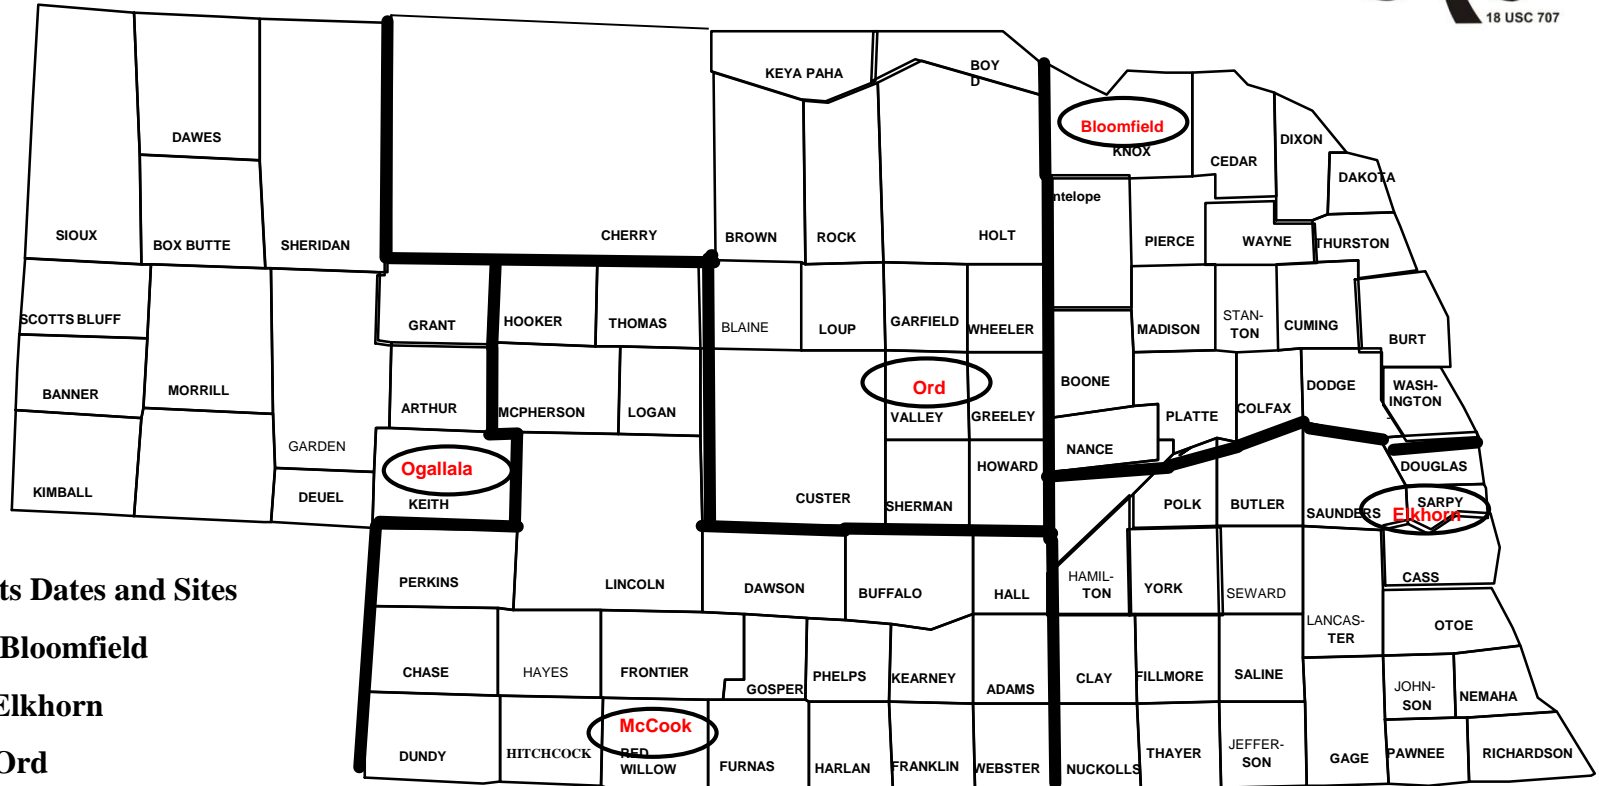 18 USC 707
KEYA PAHA
BOY
D
Bloomfield
KNOX
DIXON
CEDAR
DAKOTA
DAWES
ntelope
SIOUX
BOX BUTTE
SHERIDAN
CHERRY
BROWN
ROCK
HOLT
PIERCE
WAYNE
THURSTON
SCOTTS BLUFF
GRANT
HOOKER
THOMAS
BLAINE
LOUP
GARFIELD
WHEELER
MADISON
STAN-
TON
CUMING
BURT
BANNER
MORRILL
ARTHUR
MCPHERSON
LOGAN
Ord
VALLEY
GREELEY
BOONE
PLATTE
COLFAX
DODGE
WASH-
INGTON
GARDEN
Ogallala
NANCE
HOWARD
DOUGLAS
KIMBALL
DEUEL
KEITH
CUSTER
SHERMAN
POLK
BUTLER
SAUNDERS
SARPY
Elkhorn
PERKINS
LINCOLN
DAWSON
BUFFALO
HALL
HAMIL-
TON
YORK
SEWARD
CASS
ts Dates and Sites
LANCAS-
TER
OTOE
Bloomfield
CHASE
HAYES
FRONTIER
GOSPER
PHELPS
KEARNEY
ADAMS
CLAY
FILLMORE
SALINE
JOHN-
SON
NEMAHA
Elkhorn
McCook
RED
WILLOW
DUNDY
HITCHCOCK
FURNAS
HARLAN
FRANKLIN
WEBSTER
NUCKOLLS
THAYER
JEFFER-
SON
GAGE
PAWNEE
RICHARDSON
Ord